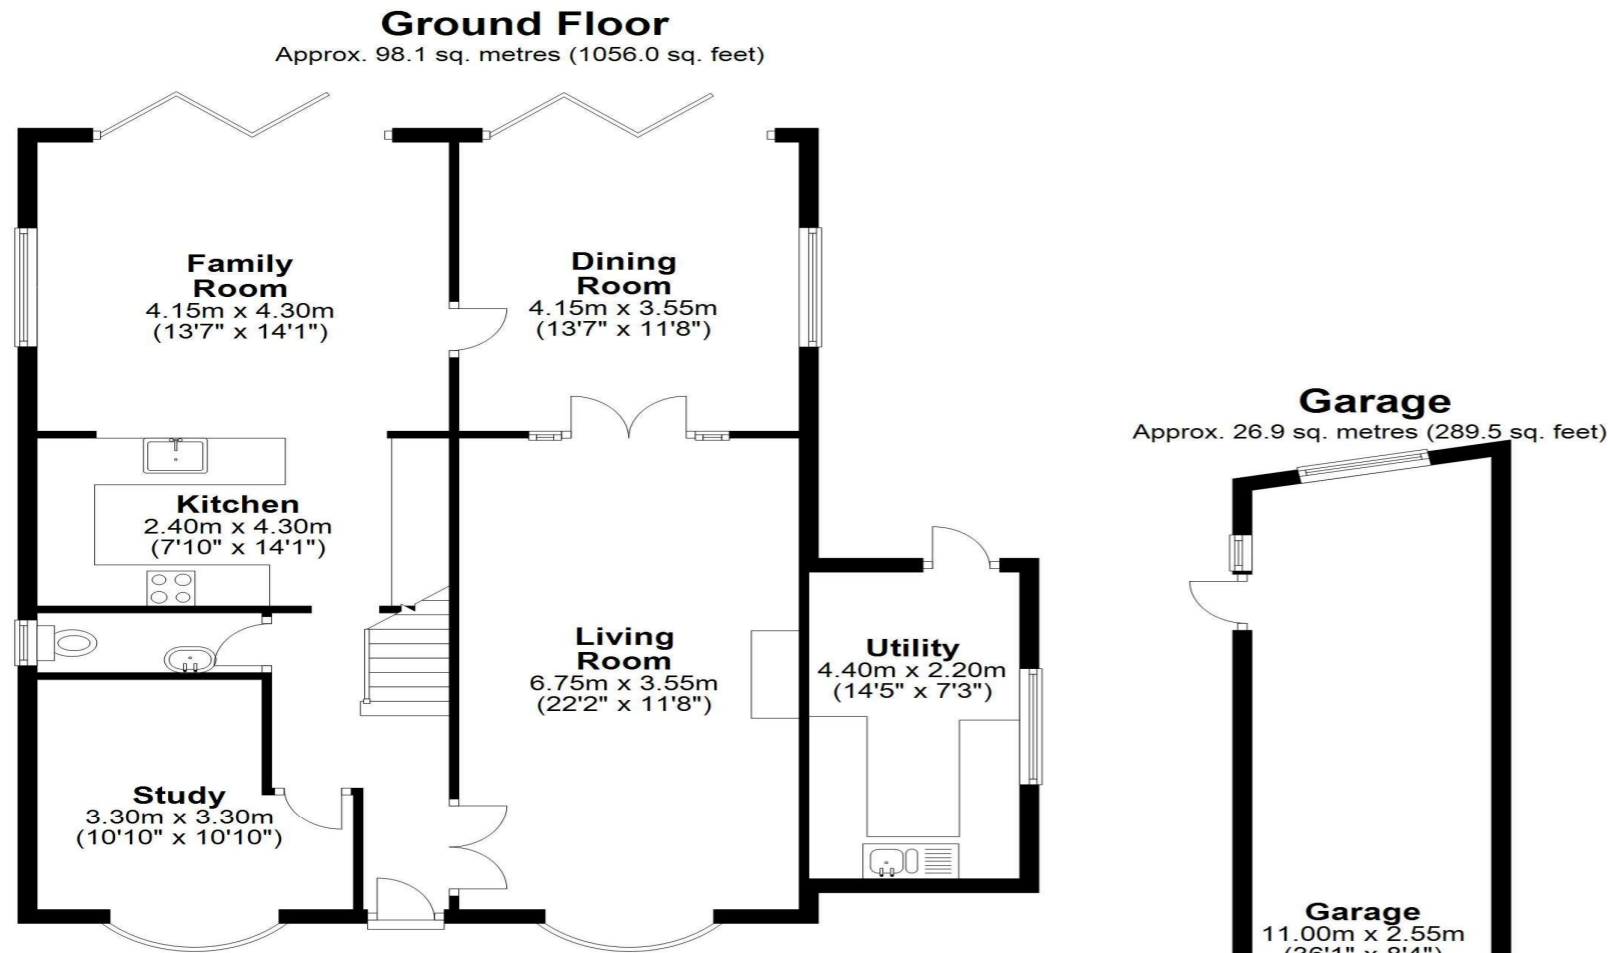 Ground Floor
Approx. 98.1 sq. metres (1056.0 sq. feet)
Family
Room
4.15m x 4.30m
(13'7" x 14'1")
Dining
Room
4.15m x 3.55m
(13'7" x 11'8")
Kitchen
2.40m x 4.30m
(7'10" x 14'1")
Living
Room
6.75m x 3.55m
(22'2" x 11'8")
Utility
4.40m x 2.20m
(14'5" x 7'3")
Study
3.30m x 3.30m
(10'10" x 10'10")
Garage
Approx. 26.9 sq. metres (289.5 sq. feet)
Garage
11.00m x 2.55m
(36'1" x 8'4")